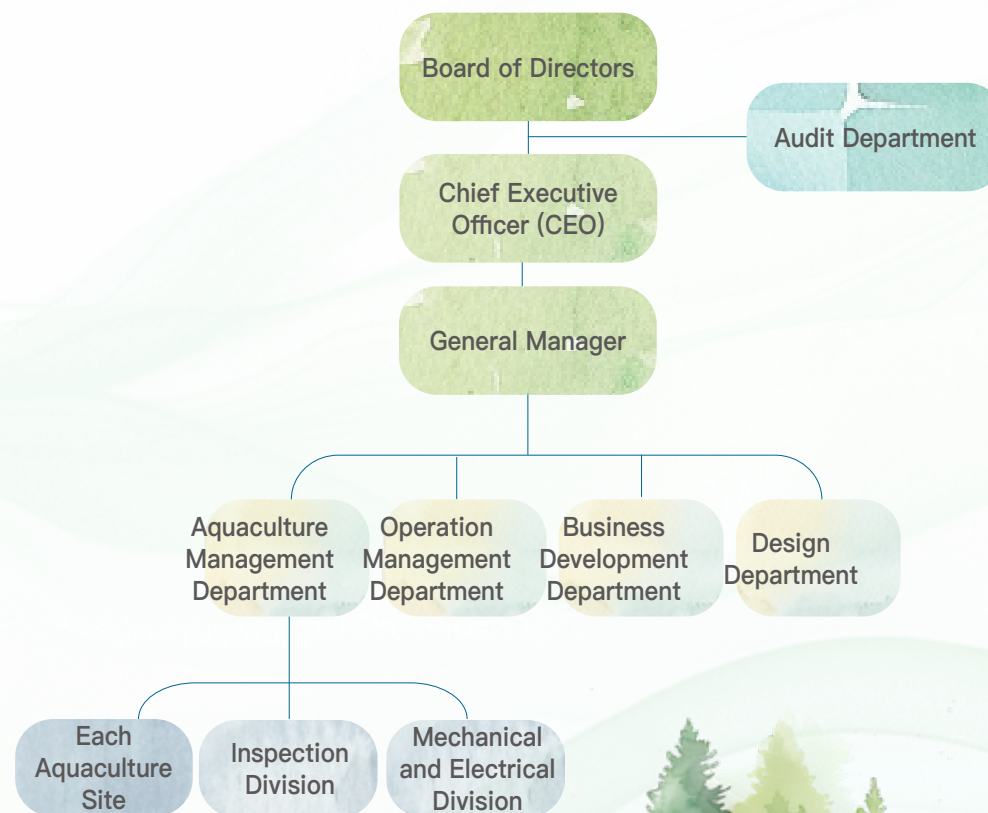 Board of Directors
Audit Department
Chief Executive
Officer (CEO)
General Manager
Aquaculture
Management
Department
Operation
Management
Department
Business
Development
Department
Design
Department
Each
Aquaculture
Site
Inspection
Division
Mechanical
and Electrical
Division